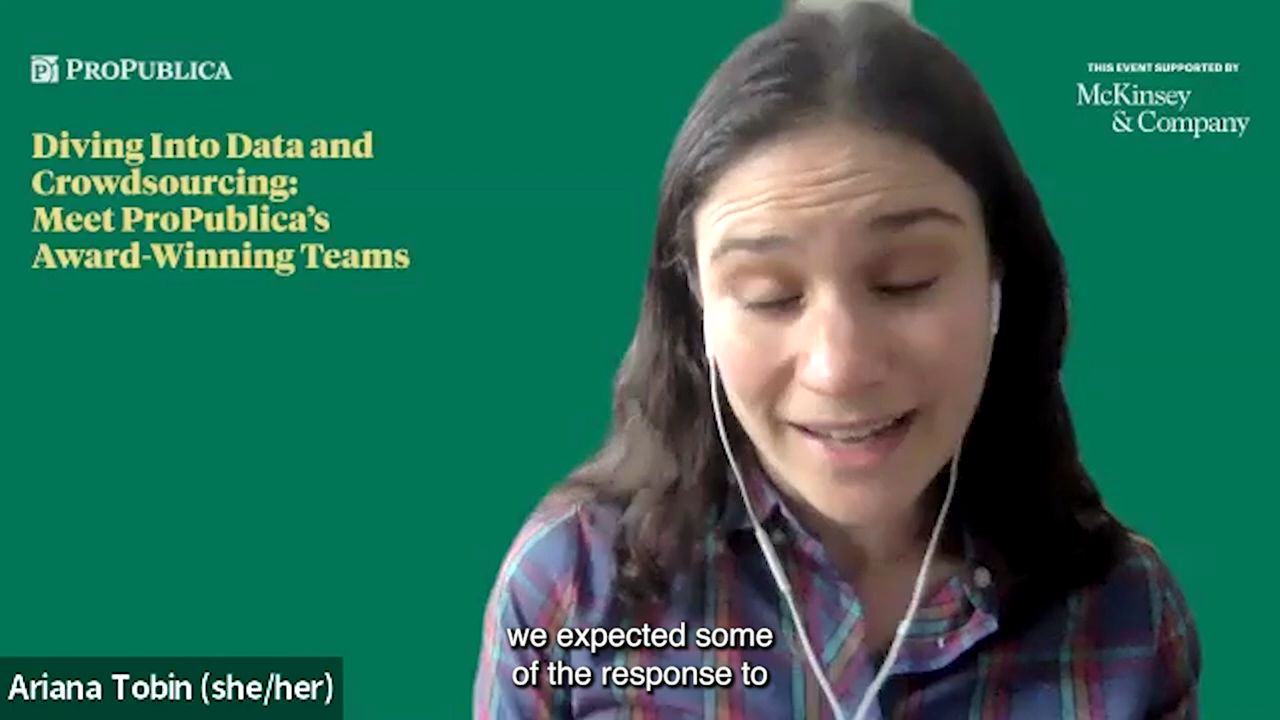 PROPUBLICA
THIS EVENT SUPPORTED BY
McKinsey
& Company
Diving Into Data and
Crowdsourcing:
Meet ProPublica's
Award-Winning Teams
we expected some
of the response to
Ariana Tobin (she/her)